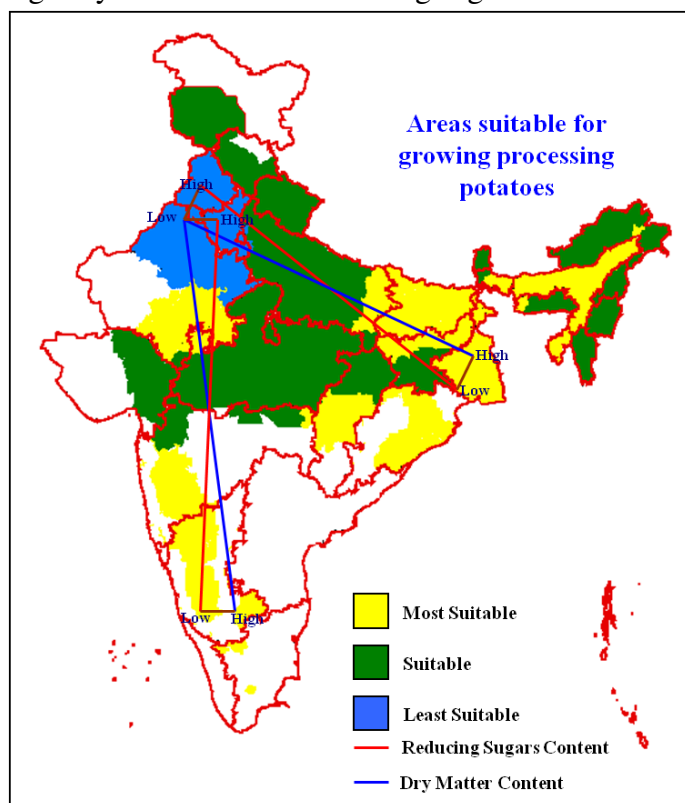 Areas suitable for
growing processing
potatoes
High
Low
High
High
Low
Low
High
Most Suitable
Suitable
Least Suitable
Reducing Sugars Content
Dry Matter Content